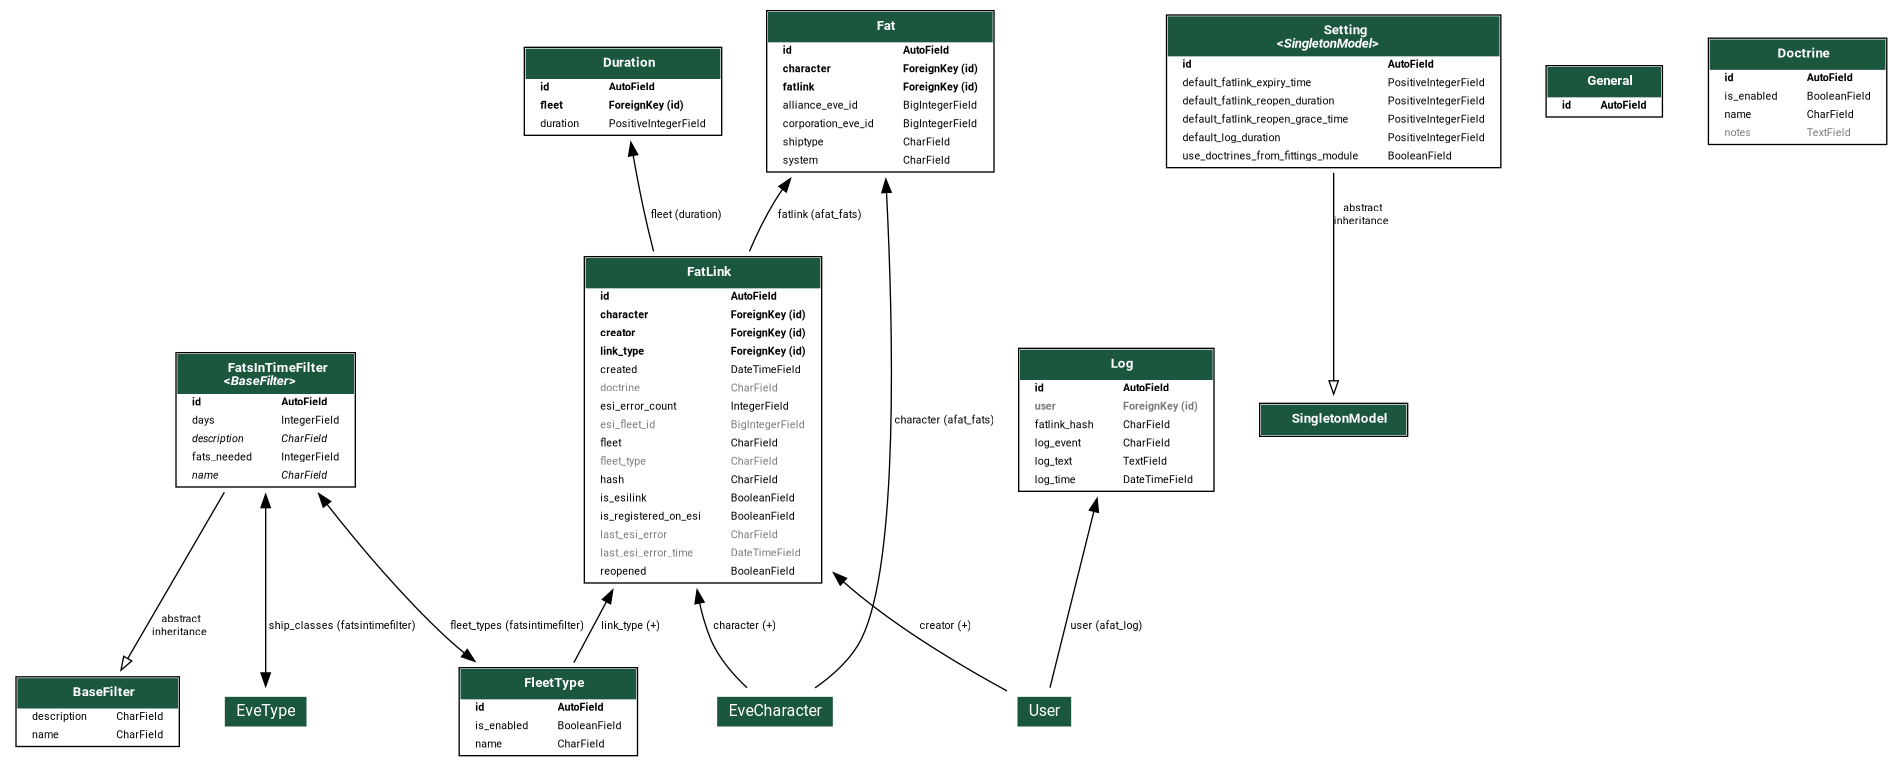 Duration
id AutoField
fleet ForeignKey (id)
duration PositiveIntegerField
Fat
id AutoField
character ForeignKey (id)
fatlink ForeignKey (id)
alliance_eve_id BigIntegerField
corporation_eve_id BigIntegerField
shiptype CharField
system CharField
Setting
<SingletonModel>
id AutoField
default_fatlink_expiry_time PositiveIntegerField
default_fatlink_reopen_duration PositiveIntegerField
default_fatlink_reopen_grace_time PositiveIntegerField
default_log_duration PositiveIntegerField
use_doctrines_from_fittings_module BooleanField
General
id AutoField
Doctrine
id AutoField
is_enabled BooleanField
name CharField
notes TextField
fleet (duration)
fatlink (afat_fats)
abstract
inheritance
FatLink
id AutoField
character ForeignKey (id)
creator ForeignKey (id)
link_type ForeignKey (id)
created DateTimeField
doctrine CharField
esi_error_count IntegerField
esi_fleet_id BigIntegerField
fleet CharField
fleet_type CharField
hash CharField
is_esilink BooleanField
is_registered_on_esi BooleanField
last_esi_error CharField
last_esi_error_time DateTimeField
reopened BooleanField
FatsInTimeFilter
<BaseFilter>
id AutoField
days IntegerField
description CharField
fats_needed IntegerField
name CharField
character (afat_fats)
Log
id AutoField
user ForeignKey (id)
fatlink_hash CharField
log_event CharField
log_text TextField
log_time DateTimeField
SingletonModel
abstract
inheritance
ship_classes (fatsintimefilter)
fleet_types (fatsintimefilter)
link_type (+)
character (+)
creator (+)
user (afat_log)
BaseFilter
description CharField
name CharField
EveType
FleetType
id AutoField
is_enabled BooleanField
name CharField
EveCharacter
User